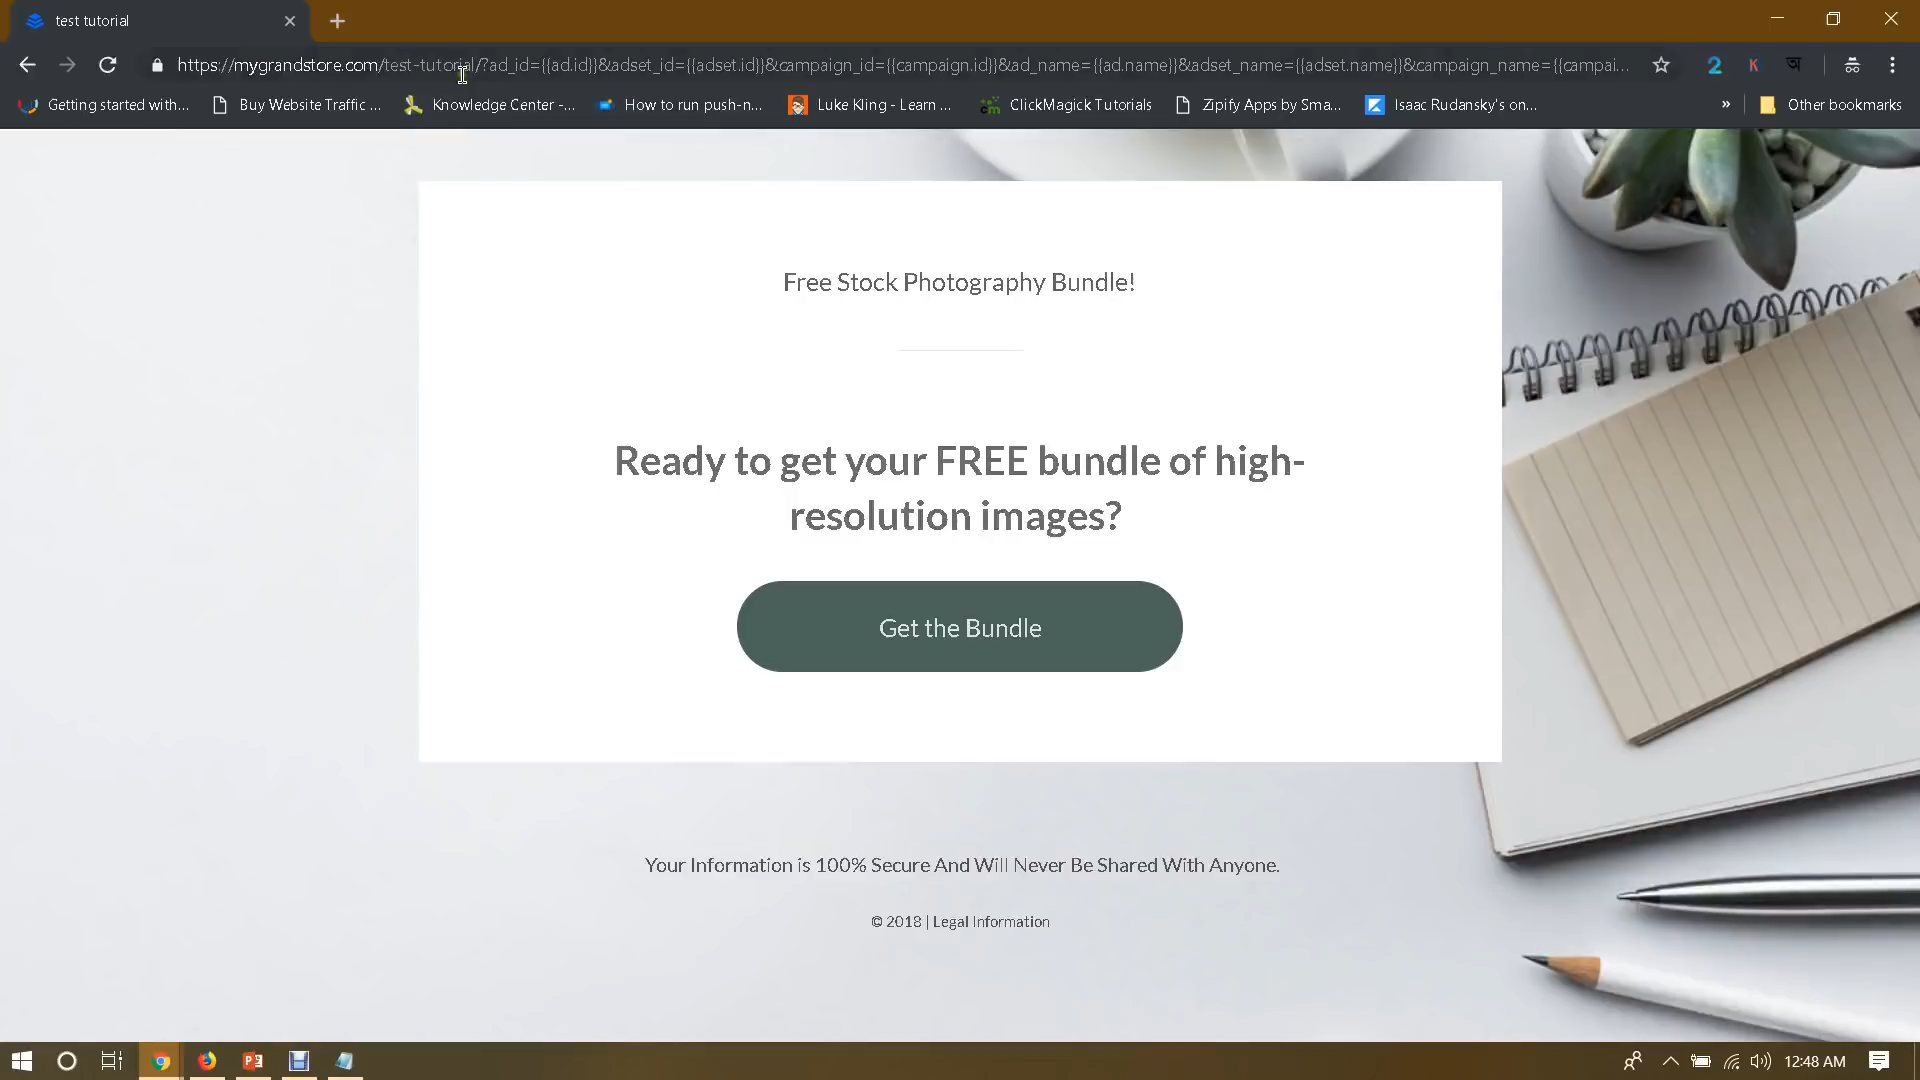 test tutorial
https://mygrandstore.com/test-tutorial/?ad_id={{ad.id}}&adset_id={{adset.id}}&campaign_id={{campaign.id}}&ad_name={{ad.name}}&adset_name={{adset.name}}&campaign_name={{campai...
2 K অ
Getting started with... Buy Website Traffic ... Knowledge Center -... How to run push-n... Luke Kling - Learn ... ClickMagick Tutorials Zipify Apps by Sma... Isaac Rudansky's on... » Other bookmarks
Free Stock Photography Bundle!
Ready to get your FREE bundle of high-
resolution images?
Get the Bundle
Your Information is 100% Secure And Will Never Be Shared With Anyone.
© 2018 | Legal Information
12:48 AM